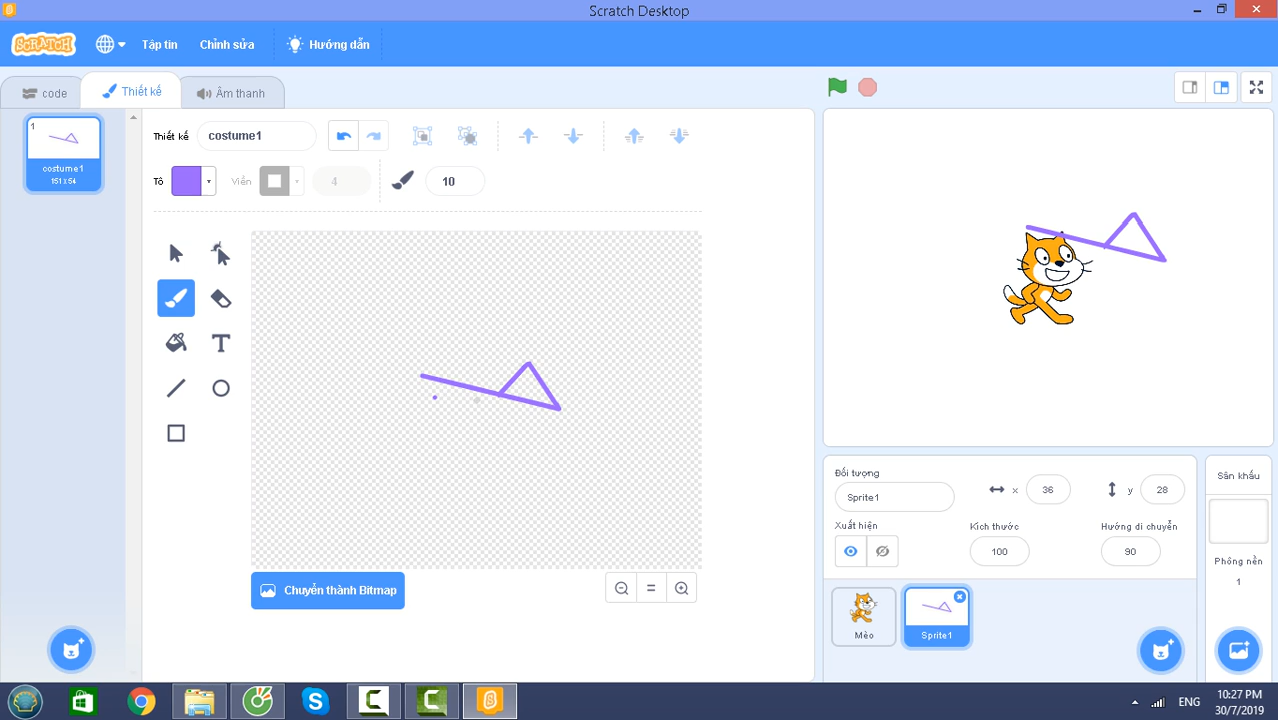 Scratch Desktop
SCRATCH
Tập tin
Chỉnh sửa
Hướng dẫn
code
Thiết kế
Âm thanh
1
costume1
151 x 54
Thiết kế
costume1
Tô
Viền
4
10
Chuyển thành Bitmap
Đối tượng
Sprite1
x
36
y
28
Xuất hiện
Kích thước
100
Hướng di chuyển
90
Mèo
Sprite1
Sân khấu
Phông nền
1
ENG
10:27 PM
30/7/2019